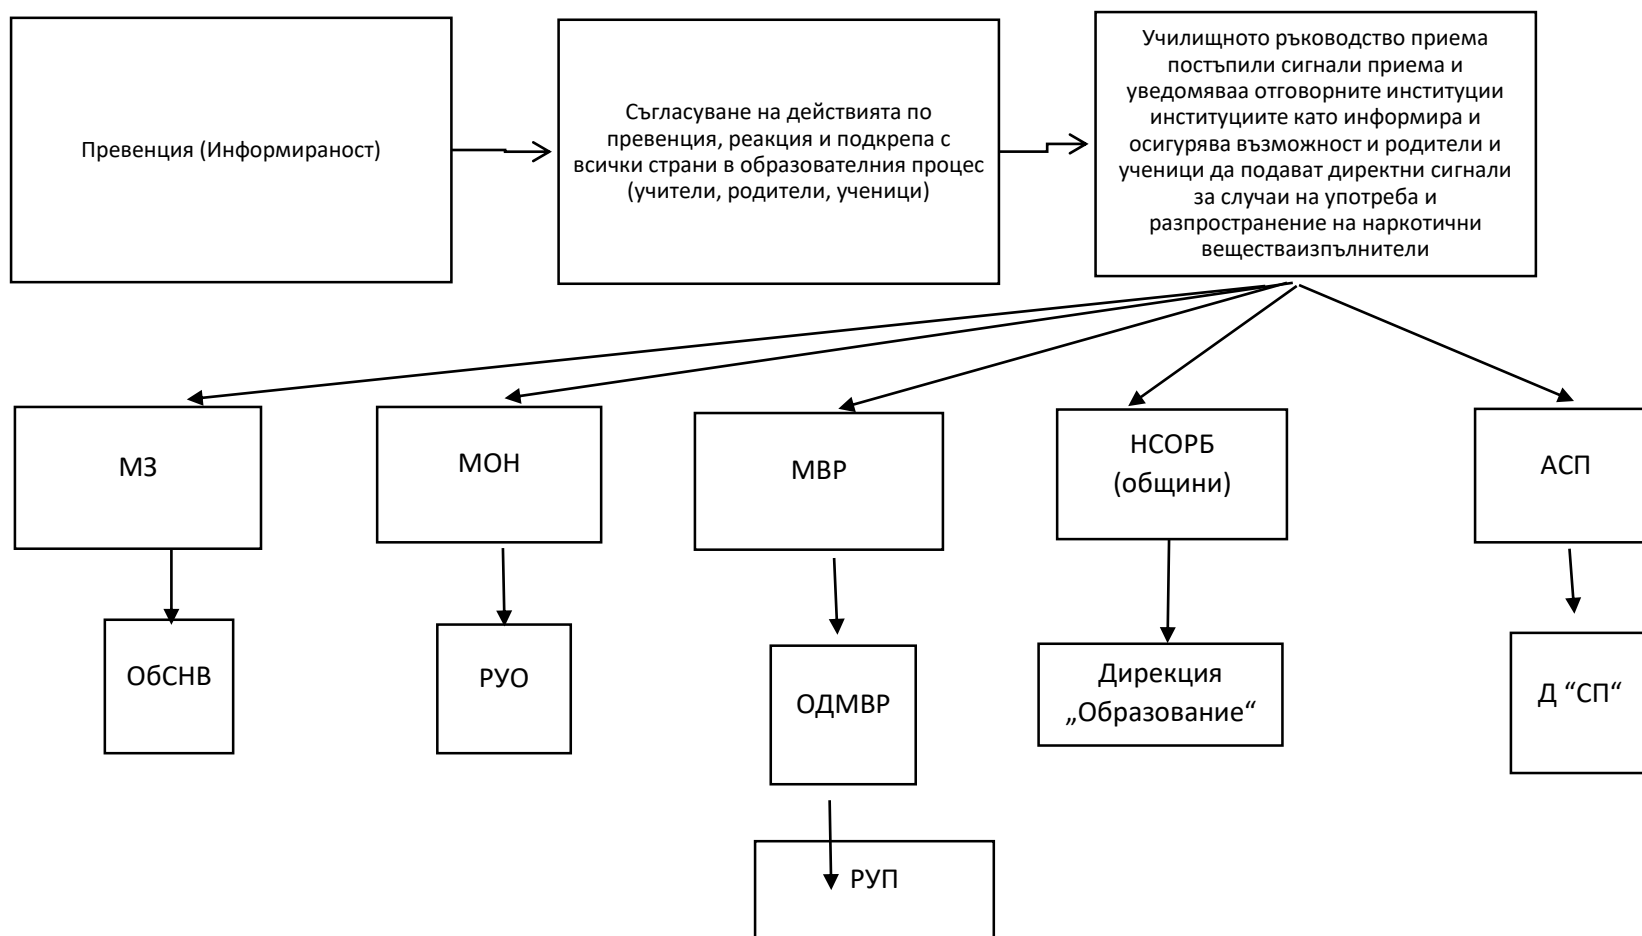 Превенция (Информираност)
Съгласуване на действията по
превенция, реакция и подкрепа с
всички страни в образователния процес
(учители, родители, ученици)
Училищното ръководство приема
постъпили сигнали приема и
уведомяваа отговорните институции
институциите като информира и
осигурява възможност и родители и
ученици да подават директни сигнали
за случаи на употреба и
разпространение на наркотични
веществаизпълнители
МЗ
МОН
МВР
НСОРБ
(общини)
АСП
ОбСНВ
РУО
ОДМВР
Дирекция
„Образование“
Д “СП“
РУП